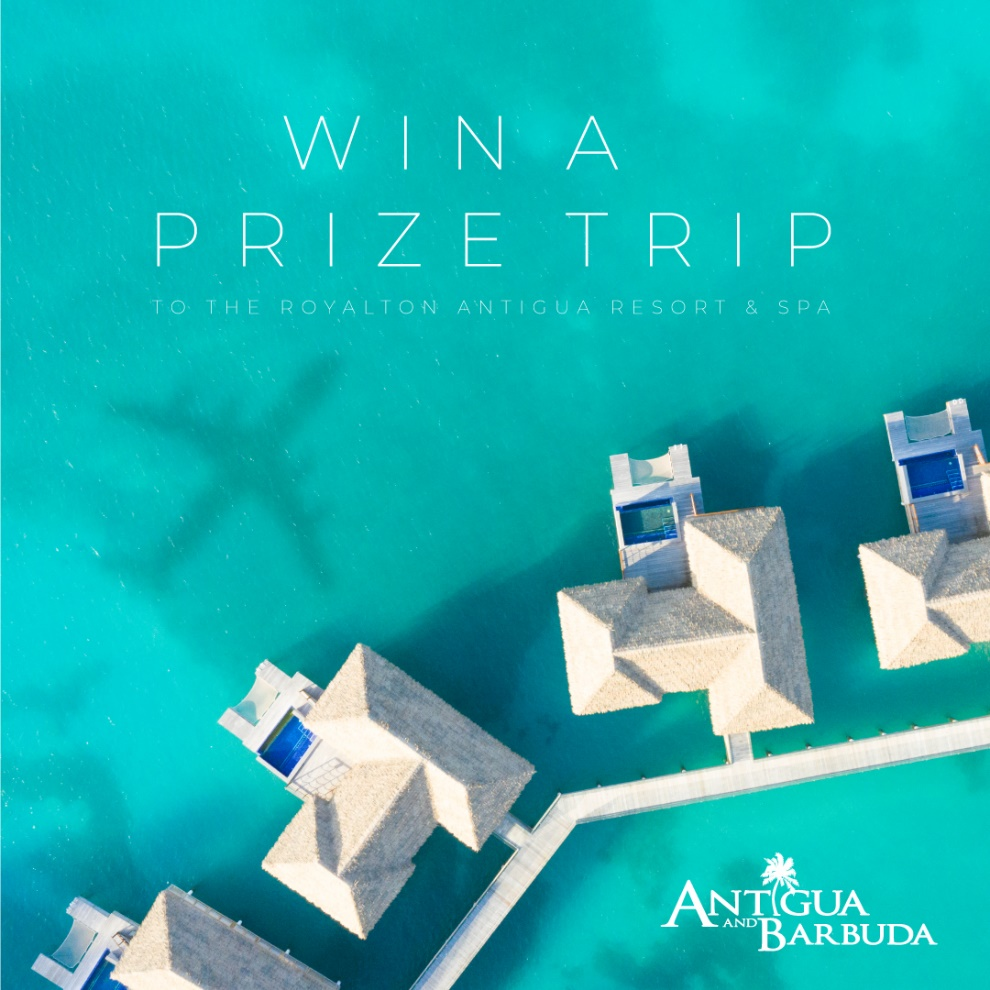 WIN A
PRIZE TRIP
TO THE ROYALTON ANTIGUA RESORT & SPA
ANTIGUA
AND BARBUDA